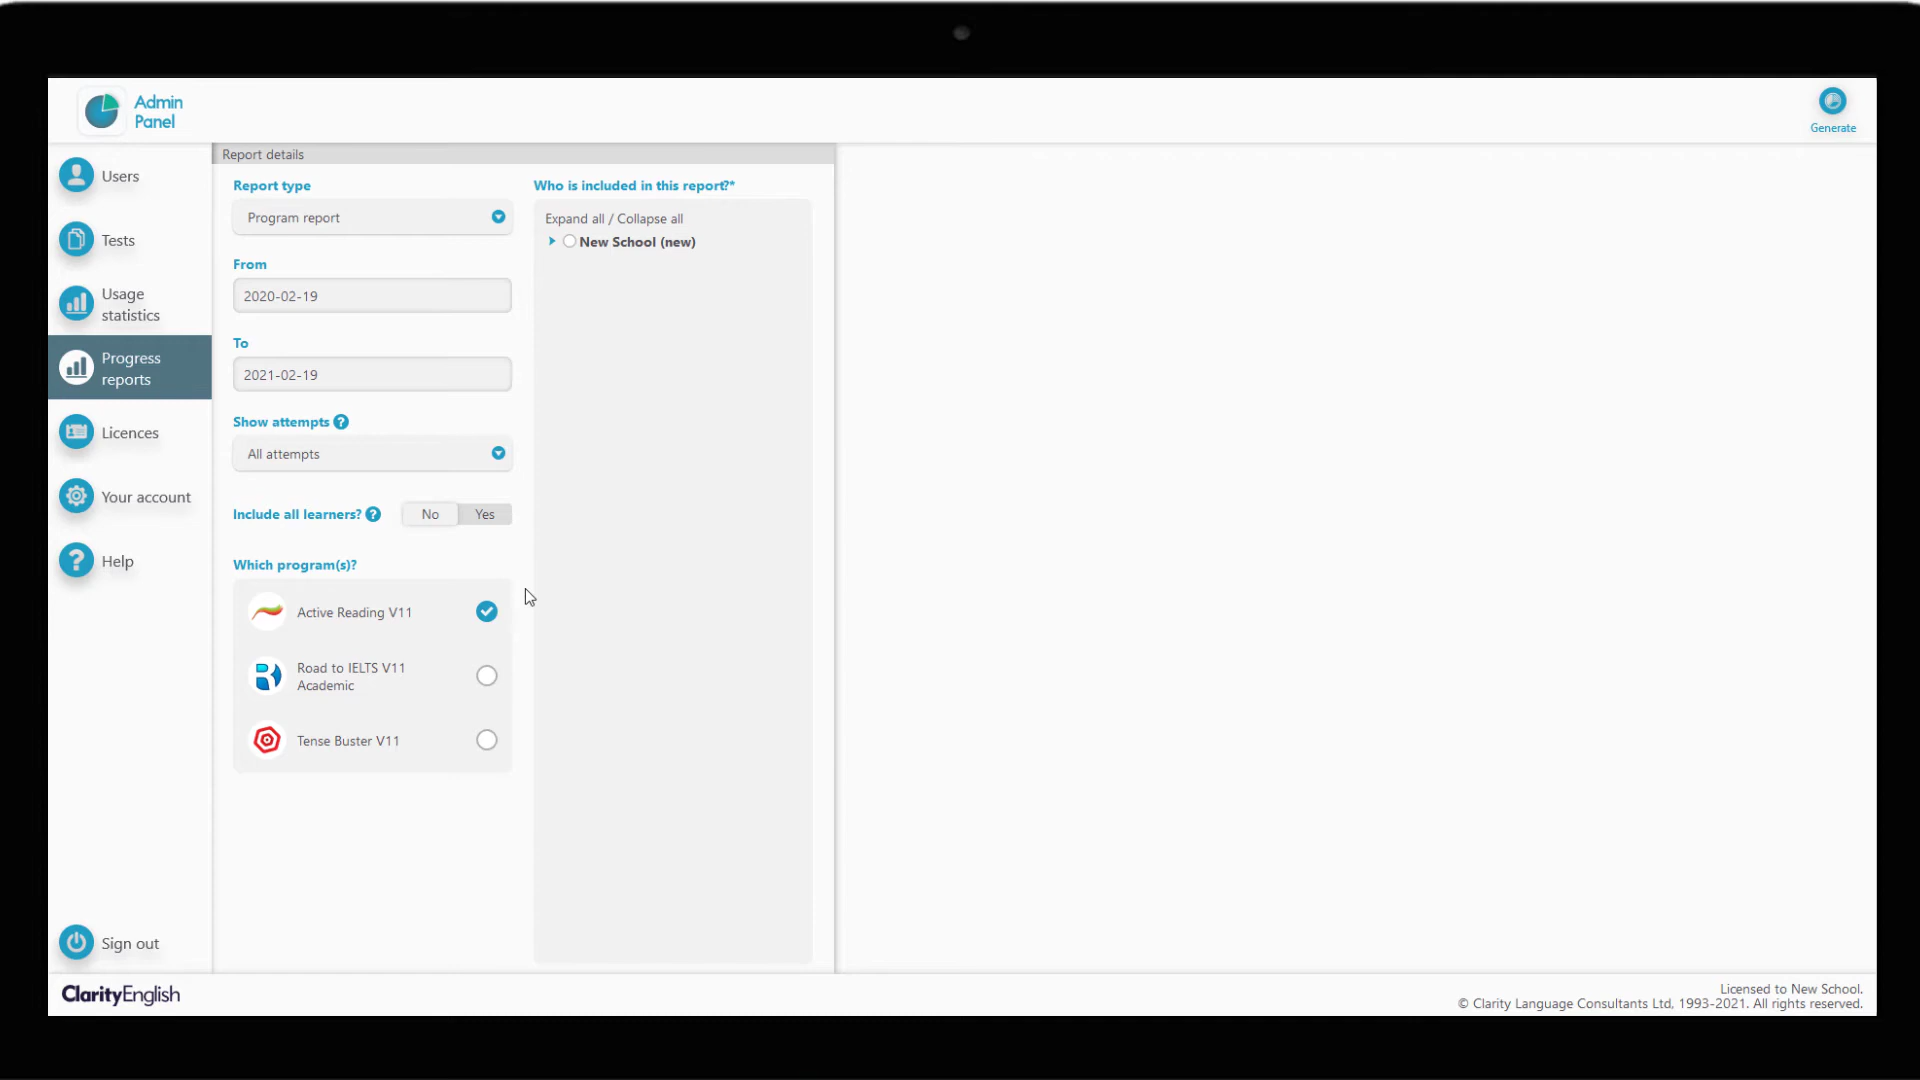 Admin
Panel
Generate
Users
Tests
Usage
statistics
Progress
reports
Licences
Your account
Help
Sign out
Report details
Report type
Program report
From
2020-02-19
To
2021-02-19
Show attempts ?
All attempts
Include all learners? ?
No Yes
Which program(s)?
Active Reading V11
Road to IELTS V11
Academic
Tense Buster V11
Who is included in this report?*
Expand all / Collapse all
New School (new)
ClarityEnglish
Licensed to New School.
© Clarity Language Consultants Ltd, 1993-2021. All rights reserved.